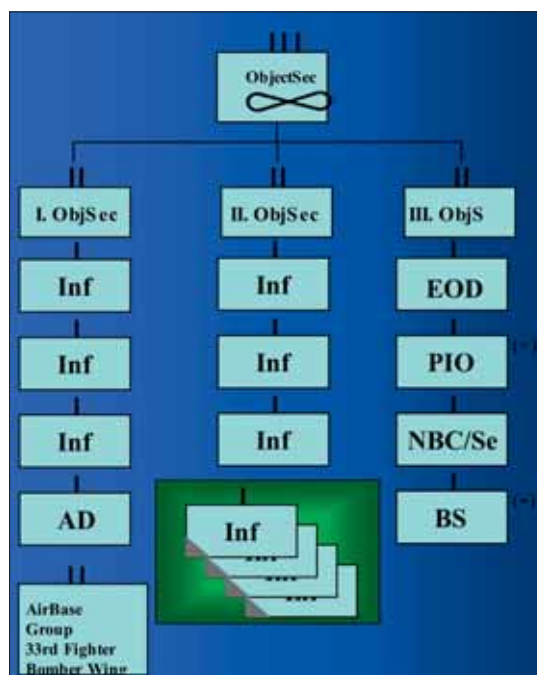 ObjectSec
I. ObjSec
II. ObjSec
III. ObjS
Inf
Inf
EOD
Inf
Inf
PIO
Inf
Inf
NBC/Se
AD
Inf
BS
AirBase
Group
33rd Fighter
Bomber Wing